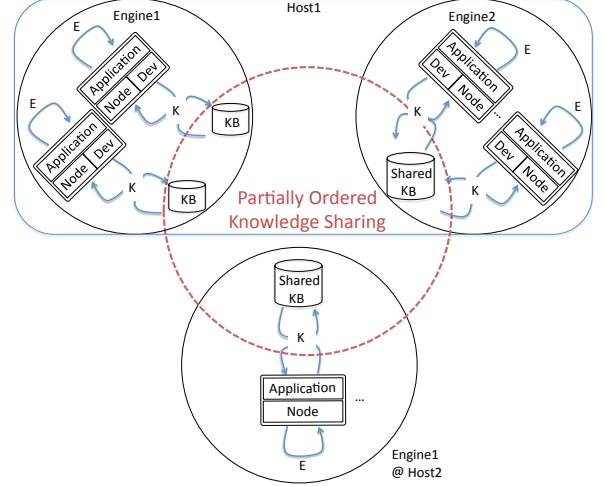 Host1
Engine1
Engine2
E
Application
Node
Dev
K
KB
E
Application
Node
Dev
K
KB
Application
Dev
Node
E
...
K
Shared
KB
Application
Dev
Node
E
K
Partially Ordered
Knowledge Sharing
Shared
KB
K
Application
Node
...
E
Engine1
@ Host2